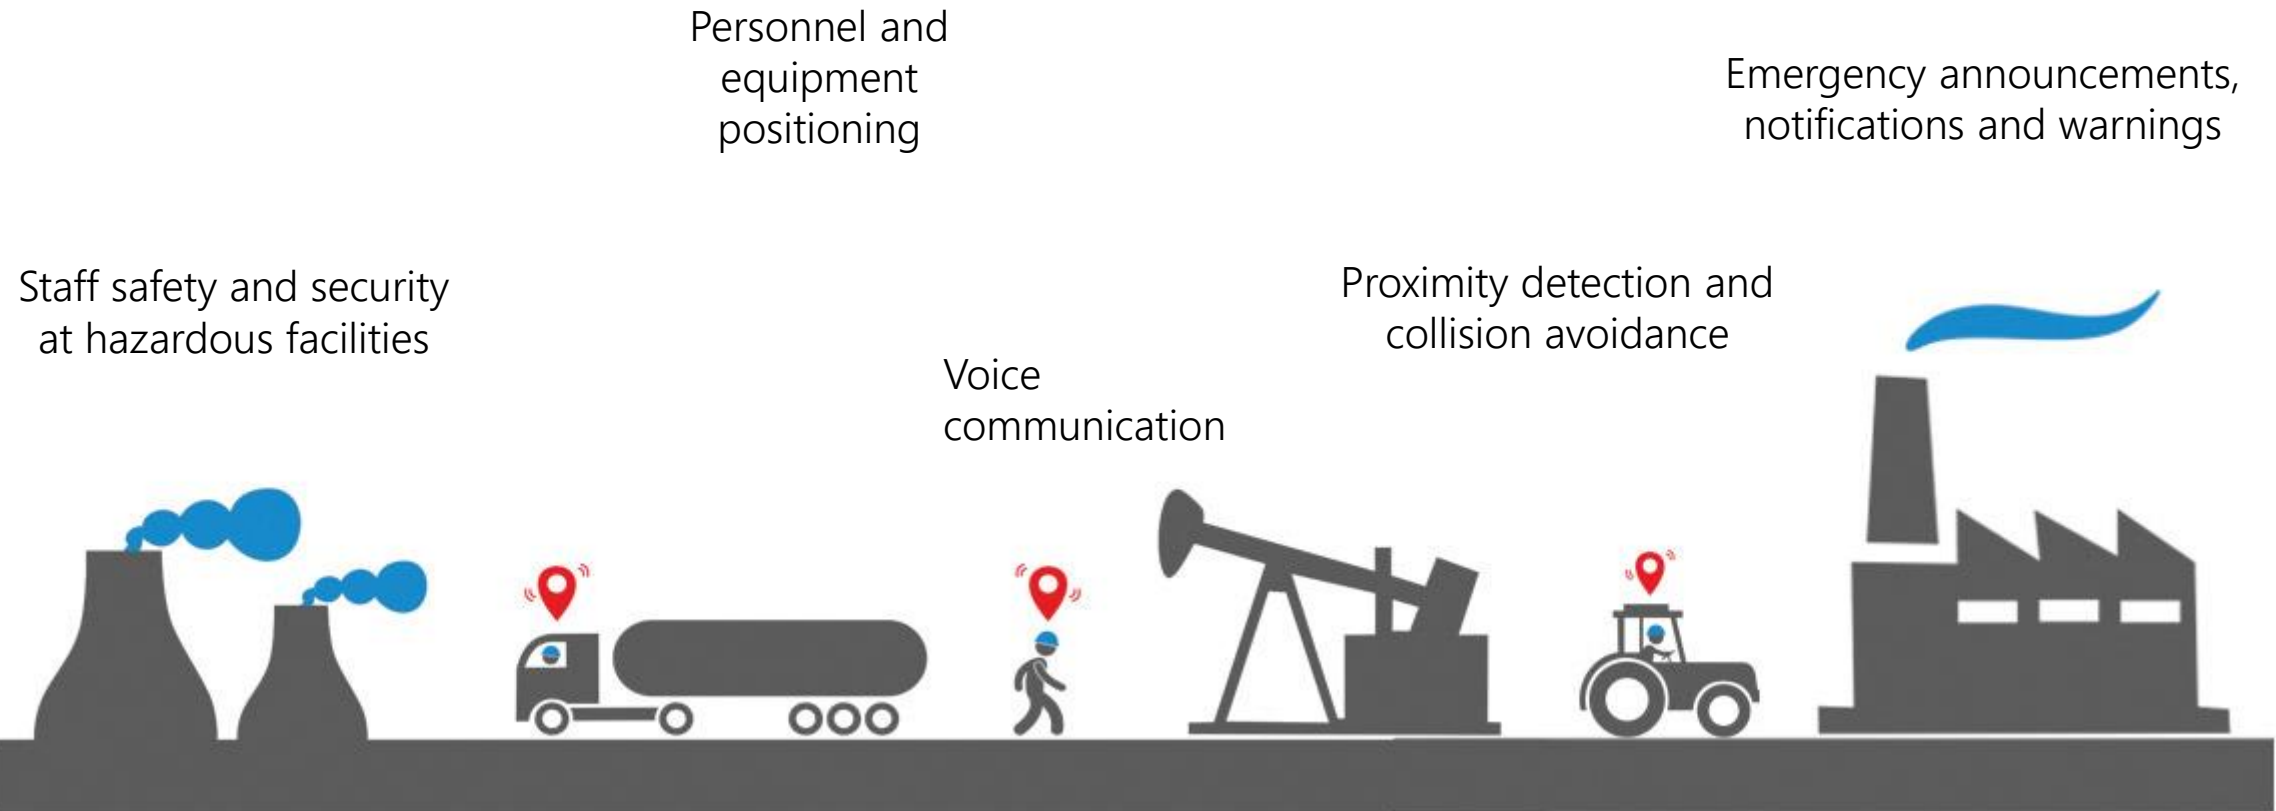 Personnel and
equipment
positioning
Emergency announcements,
notifications and warnings
Staff safety and security
at hazardous facilities
Proximity detection and
collision avoidance
Voice
communication